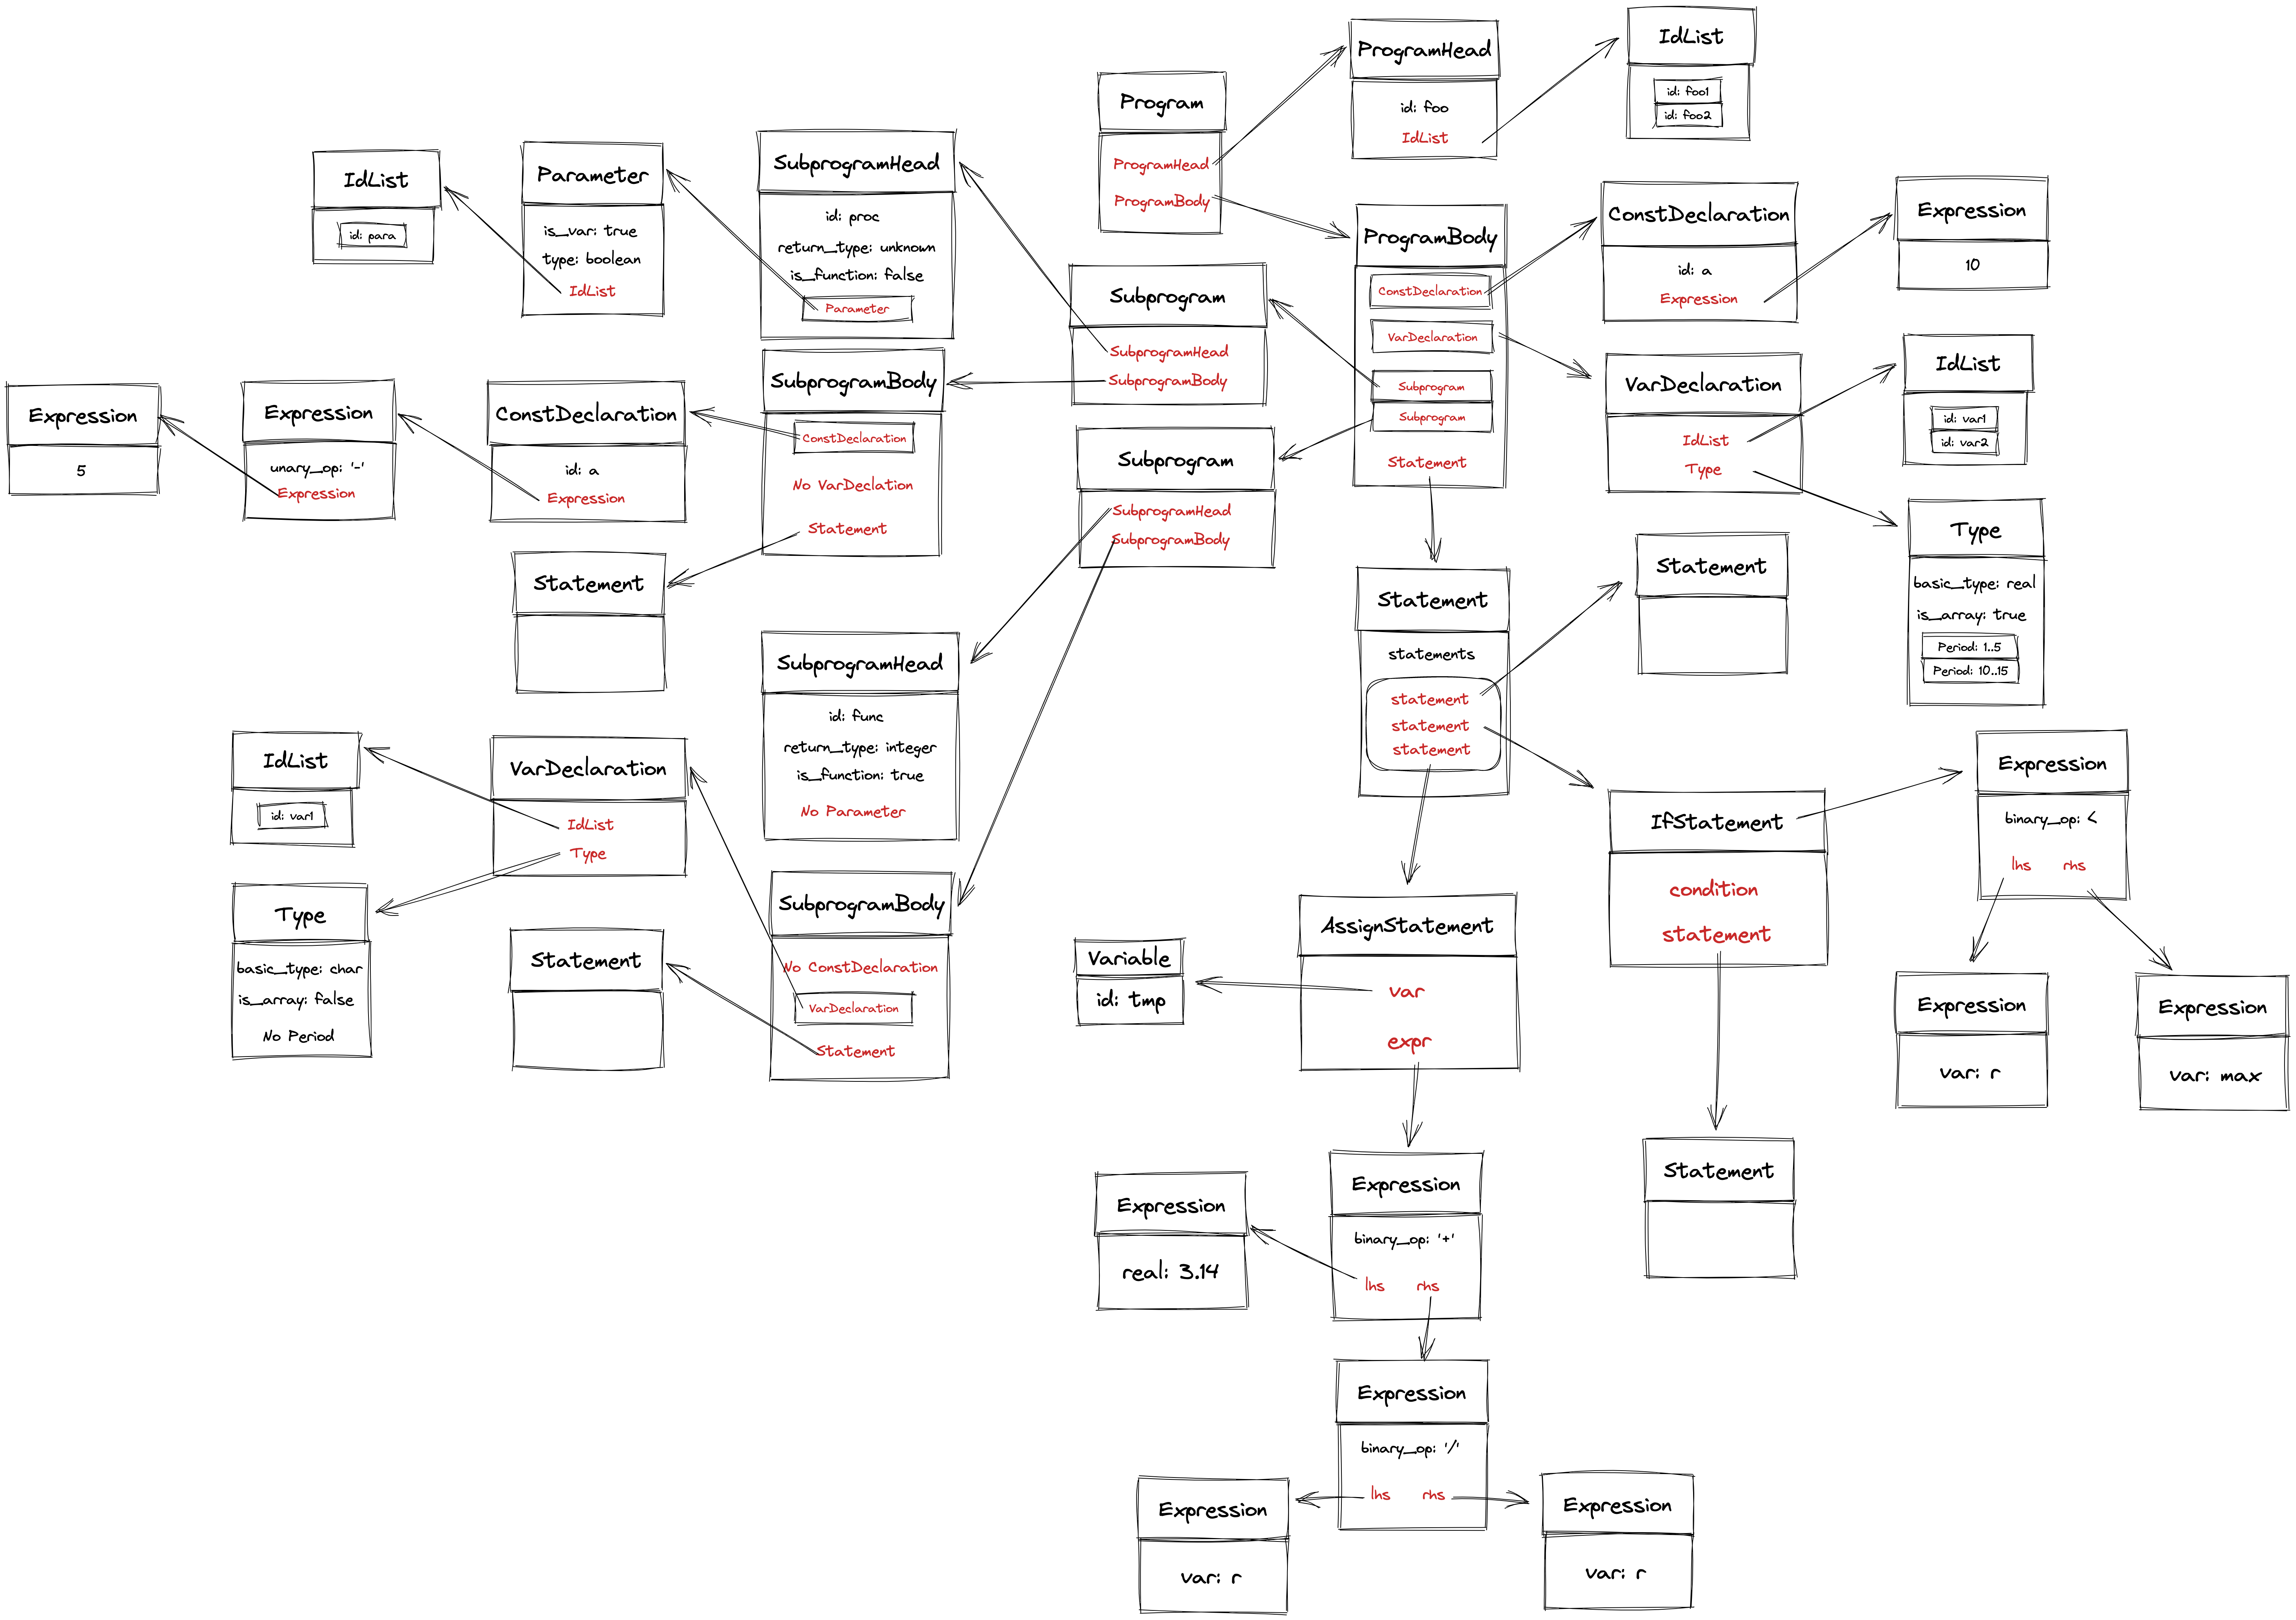 Program
ProgramHead
ProgramBody
ProgramHead
id: foo
IdList
IdList
id: foo1
id: foo2
ProgramBody
ConstDeclaration
VarDeclaration
Subprogram
Subprogram
Statement
ConstDeclaration
id: a
Expression
Expression
10
VarDeclaration
IdList
Type
IdList
id: var1
id: var2
Type
basic_type: real
is_array: true
Period: 1..5
Period: 10..15
Subprogram
SubprogramHead
SubprogramBody
SubprogramHead
id: proc
return_type: unknown
is_function: false
Parameter
Parameter
is_var: true
type: boolean
IdList
IdList
id: para
SubprogramBody
ConstDeclaration
No VarDeclation
Statement
ConstDeclaration
id: a
Expression
Expression
unary_op: '-'
Expression
Expression
5
Statement
Subprogram
SubprogramHead
SubprogramBody
SubprogramHead
id: func
return_type: integer
is_function: true
No Parameter
SubprogramBody
No ConstDeclaration
VarDeclaration
Statement
VarDeclaration
IdList
Type
IdList
id: var1
Type
basic_type: char
is_array: false
No Period
Statement
Statement
statements
statement
statement
statement
Statement
IfStatement
condition
statement
Expression
binary_op: <
lhs rhs
Expression
var: r
Expression
var: max
Statement
AssignStatement
var
expr
Variable
id: tmp
Expression
binary_op: '+'
lhs rhs
Expression
real: 3.14
Expression
binary_op: '/'
lhs rhs
Expression
var: r
Expression
var: r